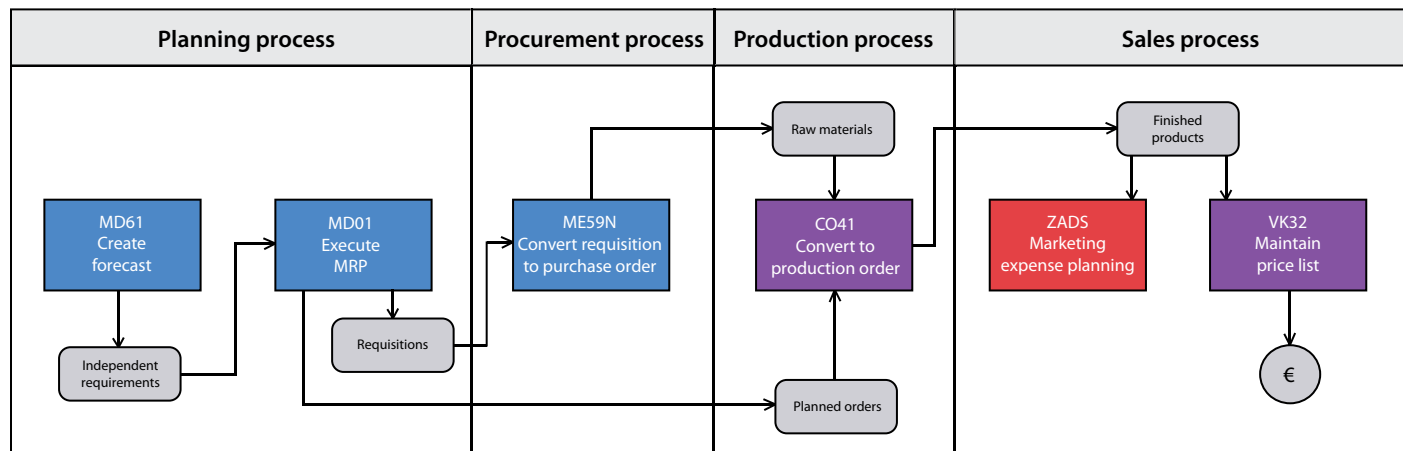 Planning process
Procurement process
Production process
Sales process
Raw materials
Finished
products
MD61
Create
forecast
MD01
Execute
MRP
ME59N
Convert requisition
to purchase order
CO41
Convert to
production order
ZADS
Marketing
expense planning
VK32
Maintain
price list
Independent
requirements
Requisitions
Planned orders
€